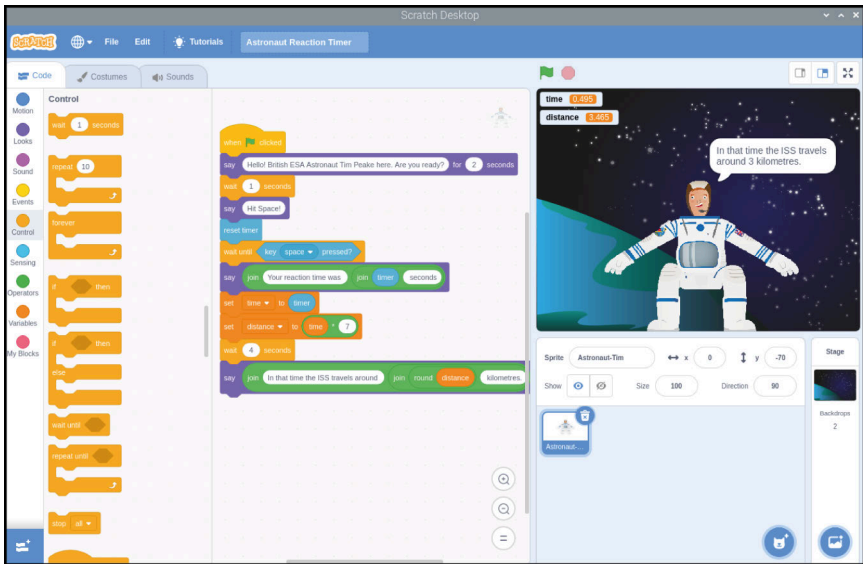 Scratch Desktop
SCRATCH
File
Edit
Tutorials
Astronaut Reaction Timer
Code
Costumes
Sounds
Motion
Looks
Sound
Events
Control
Sensing
Operators
Variables
My Blocks
Control
wait 1 seconds
repeat 10
forever
if then
if then
else
wait until
repeat until
stop all
when clicked
say Hello! British ESA Astronaut Tim Peake here. Are you ready? for 2 seconds
wait 1 seconds
say Hit Space!
reset timer
wait until key space pressed?
say join Your reaction time was join timer seconds
set time to timer
set distance to time * 7
wait 4 seconds
say join In that time the ISS travels around join round distance kilometres.
time 0.495
distance 3.465
In that time the ISS travels
around 3 kilometres.
Sprite Astronaut-Tim x 0 y -70
Show Size 100 Direction 90
Astronaut-...
Stage
Backdrops
2